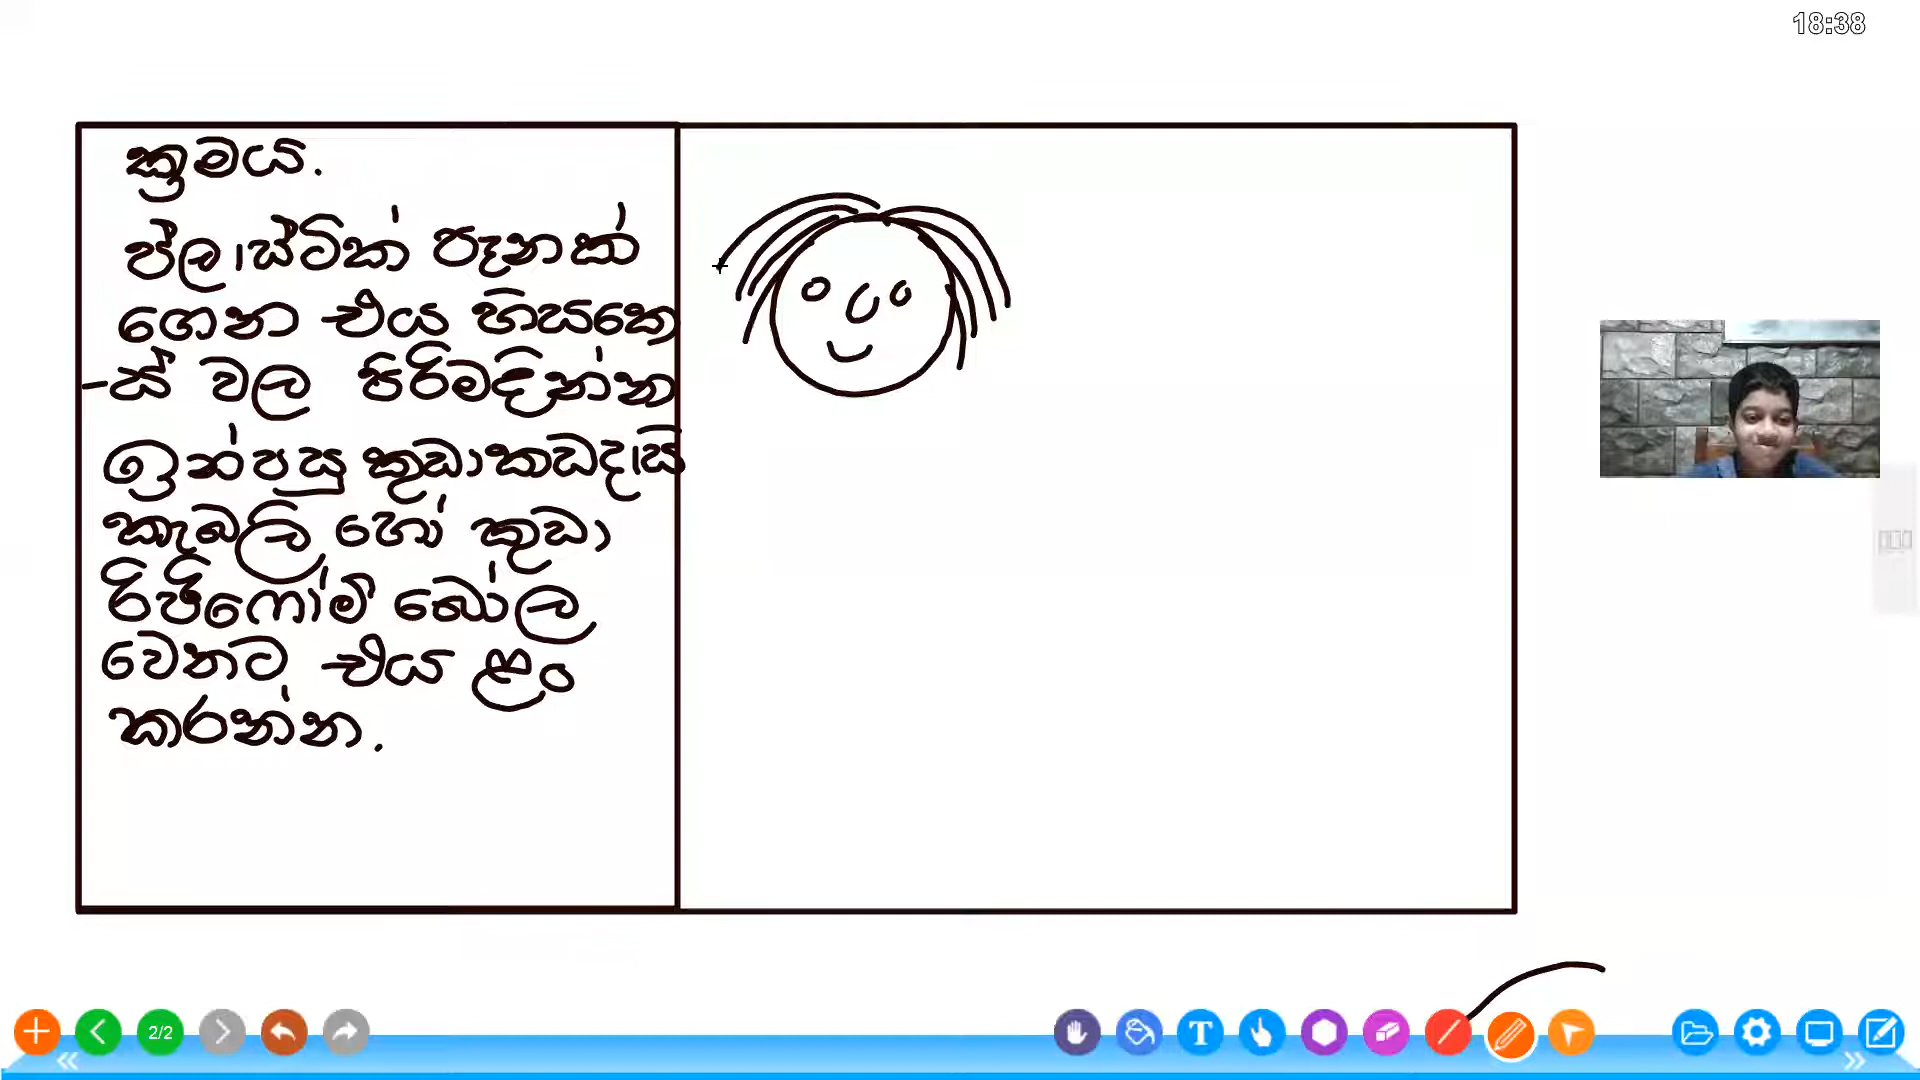 18:38
ක්‍රමය.
ප්ලාස්ටික් පෑනක්
ගෙන එය හිසකෙ
-ස් වල පිරිමදින්න
ඉන්පසු කුඩාකඩදාසි
කෑබලි හෝ කුඩා
රිජිෆෝම් බෝල
වෙතට එය ළං
කරන්න.
2/2
T